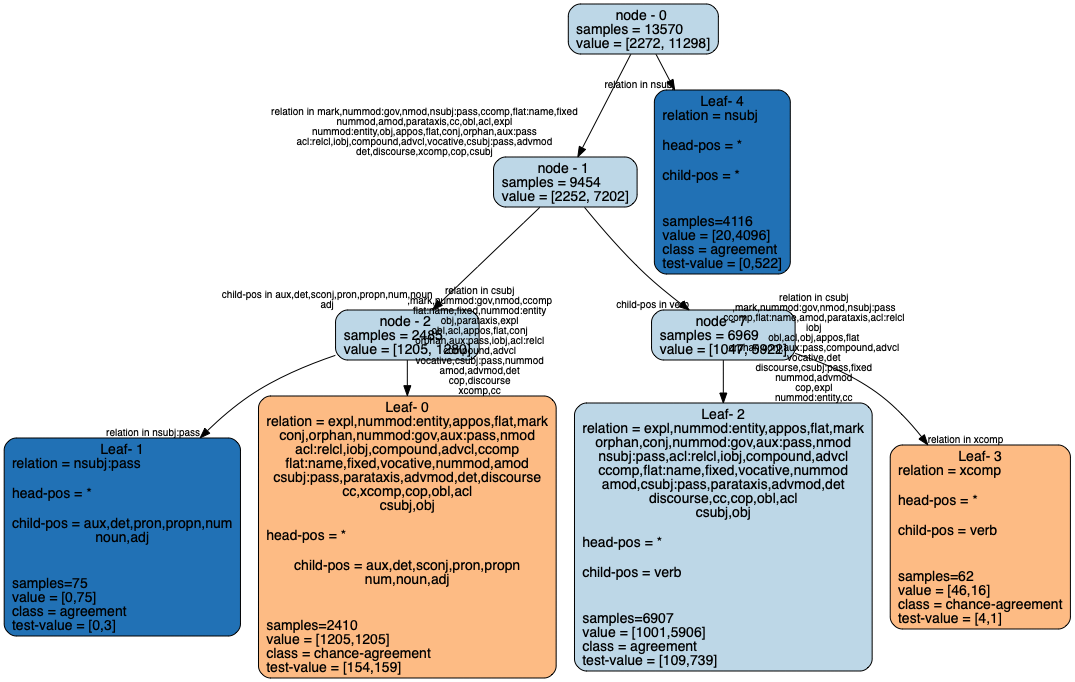 node - 0
samples = 13570
value = [2272, 11298]
relation in nsubj
relation in mark,nummod:gov,nmod,nsubj:pass,ccomp,flat:name,fixed
nummod,amod,parataxis,cc,obl,acl,expl
nummod:entity,obj,appos,flat,conj,orphan,aux:pass
acl:relcl,iobj,compound,advcl,vocative,csubj:pass,advmod
det,discourse,xcomp,cop,csubj
Leaf- 4
relation = nsubj
head-pos = *
child-pos = *
samples=4116
value = [20,4096]
class = agreement
test-value = [0,522]
node - 1
samples = 9454
value = [2252, 7202]
child-pos in aux,det,sconj,pron,propn,num,noun
adj
node - 2
samples = 2485
value = [1205, 1280]
relation in csubj
,mark,nummod:gov,nmod,ccomp
flat:name,fixed,nummod:entity
obj,parataxis,expl
obl,acl,appos,flat,conj
orphan,aux:pass,iobj,acl:relcl
compound,advcl
vocative,csubj:pass,nummod
amod,advmod,det
cop,discourse
xcomp,cc
child-pos in verb
node - 7
samples = 6969
value = [1047, 5922]
relation in csubj
,mark,nummod:gov,nmod,nsubj:pass
ccomp,flat:name,amod,parataxis,acl:relcl
iobj
obl,acl,obj,appos,flat
orphan,conj,aux:pass,compound,advcl
vocative,det
discourse,csubj:pass,fixed
nummod,advmod
cop,expl
nummod:entity,cc
relation in nsubj:pass
Leaf- 1
relation = nsubj:pass
head-pos = *
child-pos = aux,det,pron,propn,num
noun,adj
samples=75
value = [0,75]
class = agreement
test-value = [0,3]
Leaf- 0
relation = expl,nummod:entity,appos,flat,mark
conj,orphan,nummod:gov,aux:pass,nmod
acl:relcl,iobj,compound,advcl,ccomp
flat:name,fixed,vocative,nummod,amod
csubj:pass,parataxis,advmod,det,discourse
cc,xcomp,cop,obl,acl
csubj,obj
head-pos = *
child-pos = aux,det,sconj,pron,propn
num,noun,adj
samples=2410
value = [1205,1205]
class = chance-agreement
test-value = [154,159]
Leaf- 2
relation = expl,nummod:entity,appos,flat,mark
orphan,conj,nummod:gov,aux:pass,nmod
nsubj:pass,acl:relcl,iobj,compound,advcl
ccomp,flat:name,fixed,vocative,nummod
amod,csubj:pass,parataxis,advmod,det
discourse,cc,cop,obl,acl
csubj,obj
head-pos = *
child-pos = verb
samples=6907
value = [1001,5906]
class = agreement
test-value = [109,739]
relation in xcomp
Leaf- 3
relation = xcomp
head-pos = *
child-pos = verb
samples=62
value = [46,16]
class = chance-agreement
test-value = [4,1]